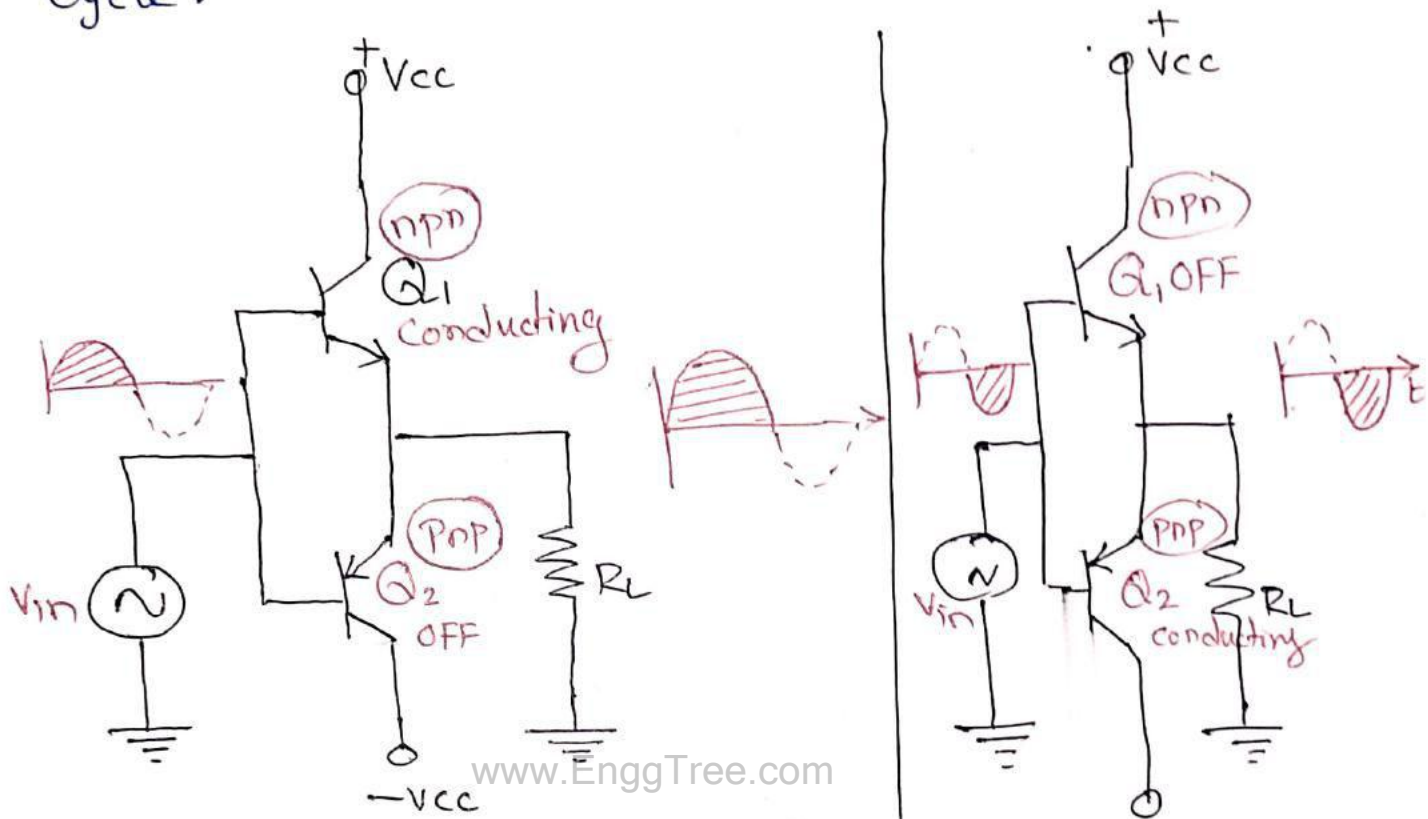 Cycle
+
Vcc
npn
Q1
Conducting
Vin
Pnp
Q2
OFF
RL
-Vcc
+
Vcc
npn
Q1 OFF
t
Vin
pnp
Q2
conducting
RL
www.EnggTree.com